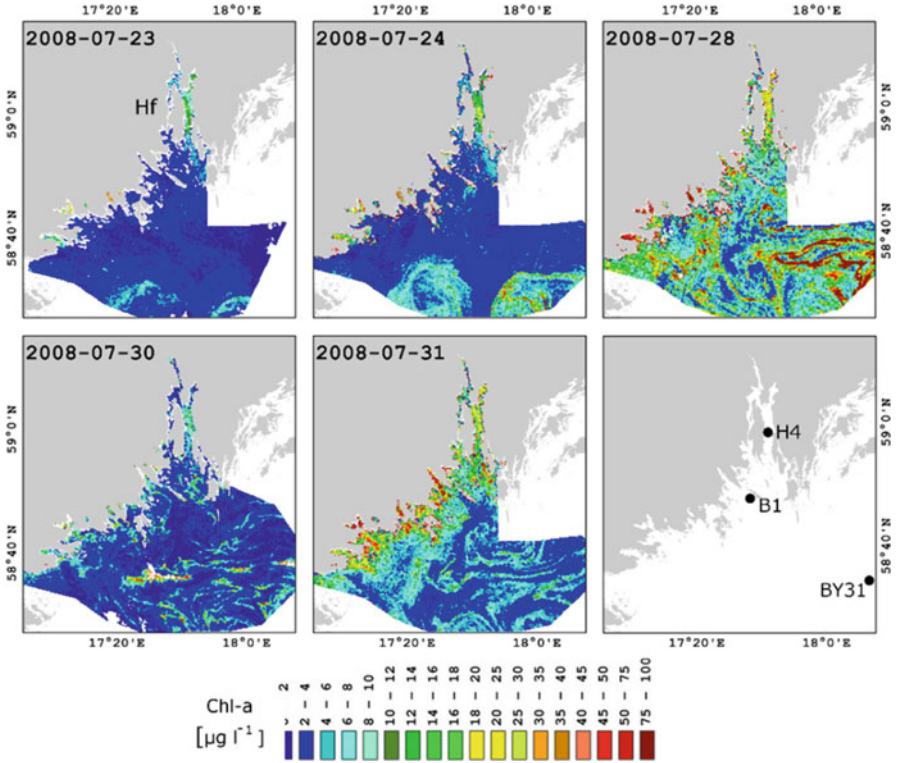 17°20'E 18°0'E 17°20'E 18°0'E 17°20'E 18°0'E
2008-07-23 2008-07-24 2008-07-28
Hf
59°0'N 59°0'N
58°40'N 58°40'N
2008-07-30 2008-07-31
H4
B1
BY31
59°0'N 59°0'N
58°40'N 58°40'N
17°20'E 18°0'E 17°20'E 18°0'E 17°20'E 18°0'E
Chl-a
[µg l⁻¹]
2
2 - 4
4 - 6
6 - 8
8 - 10
10 - 12
12 - 14
14 - 16
16 - 18
18 - 20
20 - 25
25 - 30
30 - 35
35 - 40
40 - 45
45 - 50
50 - 75
75 - 100